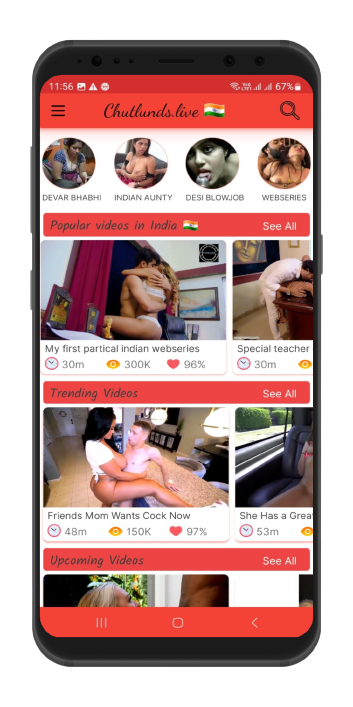 11:56 67%
Chutlunds.live
DEVAR BHABHI INDIAN AUNTY DESI BLOWJOB WEBSERIES
Popular videos in India See All
My first partical indian webseries Special teacher
30m 300K 96% 30m
Trending Videos See All
Friends Mom Wants Cock Now She Has a Grea
48m 150K 97% 53m
Upcoming Videos See All